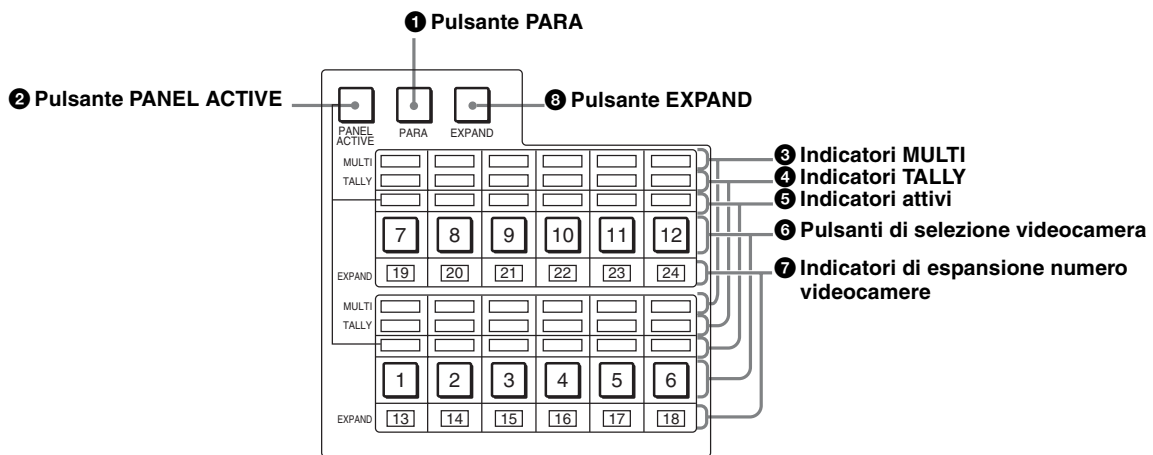 ❶ Pulsante PARA
❷ Pulsante PANEL ACTIVE
❽ Pulsante EXPAND
PANEL
ACTIVE
PARA
EXPAND
❸ Indicatori MULTI
❹ Indicatori TALLY
❺ Indicatori attivi
❻ Pulsanti di selezione videocamera
❼ Indicatori di espansione numero
videocamere
MULTI
TALLY
7 8 9 10 11 12
EXPAND 19 20 21 22 23 24
MULTI
TALLY
1 2 3 4 5 6
EXPAND 13 14 15 16 17 18